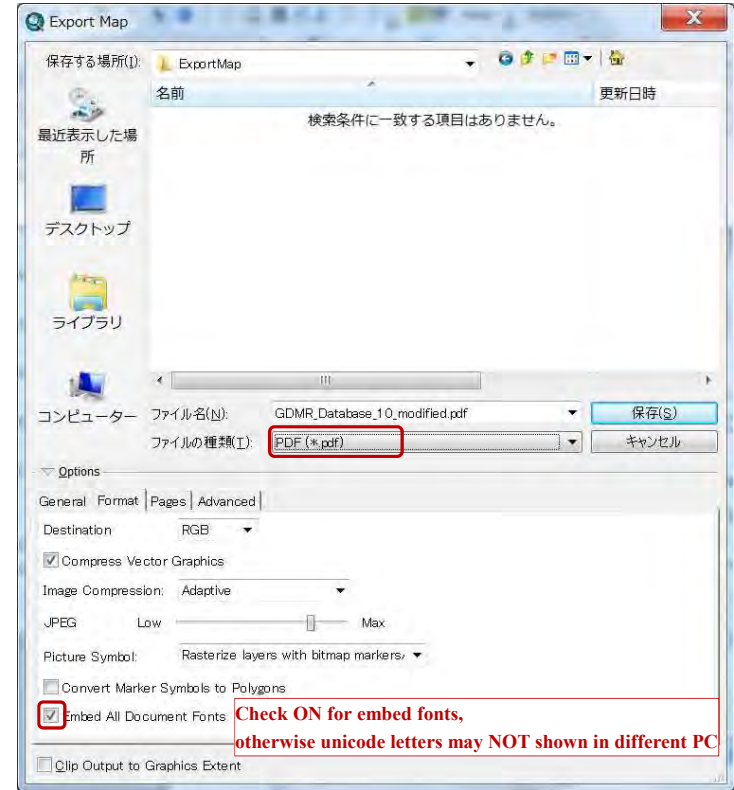 Export Map
保存する場所(I):
ExportMap
名前
更新日時
検索条件に一致する項目はありません。
最近表示した場
所
デスクトップ
ライブラリ
コンピューター
ファイル名(N):
GDMR_Database_10_modified.pdf
保存(S)
ファイルの種類(T):
PDF (*.pdf)
キャンセル
Options
General Format Pages Advanced
Destination RGB
Compress Vector Graphics
Image Compression: Adaptive
JPEG Low Max
Picture Symbol: Rasterize layers with bitmap markers/
Convert Marker Symbols to Polygons
Embed All Document Fonts
Check ON for embed fonts,
otherwise unicode letters may NOT shown in different PC
Clip Output to Graphics Extent